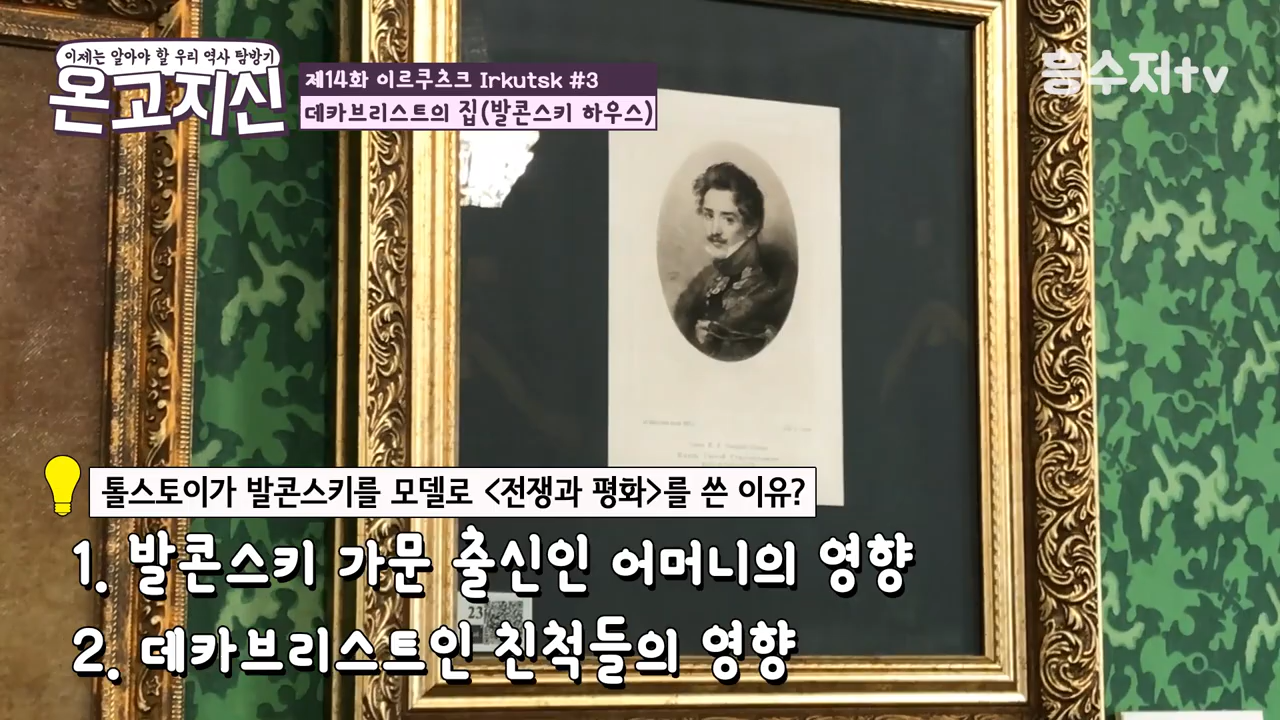 이제는 알아야 할 우리 역사 탐방기
온고지신
제14화 이르쿠츠크 Irkutsk #3
데카브리스트의 집(발콘스키 하우스)
흥수저tv
톨스토이가 발콘스키를 모델로 <전쟁과 평화>를 쓴 이유?
1. 발콘스키 가문 출신인 어머니의 영향
23
2. 데카브리스트인 친척들의 영향